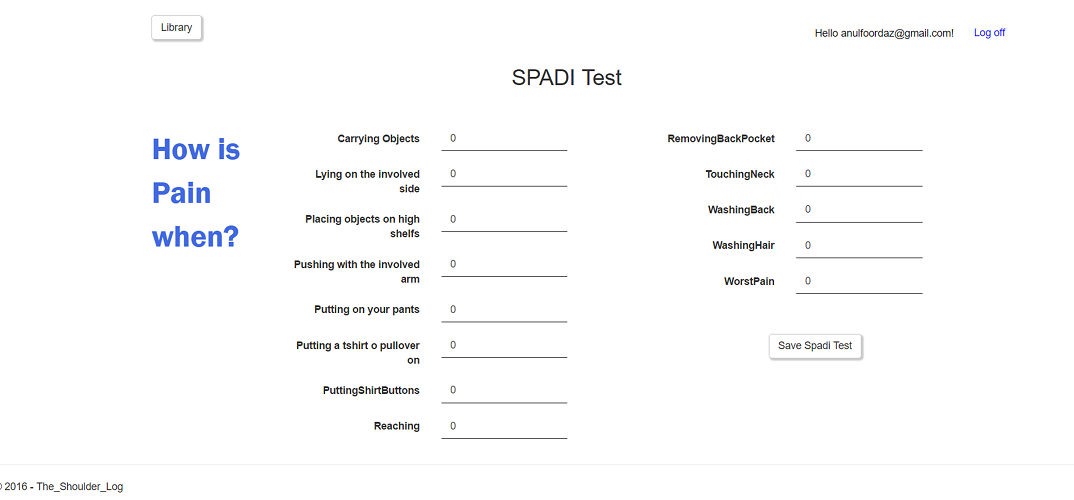 Library
Hello anulfoordaz@gmail.com! Log off
SPADI Test
How is
Pain
when?
Carrying Objects 0
Lying on the involved
side 0
Placing objects on high
shelfs 0
Pushing with the involved
arm 0
Putting on your pants 0
Putting a tshirt o pullover
on 0
PuttingShirtButtons 0
Reaching 0
RemovingBackPocket 0
TouchingNeck 0
WashingBack 0
WashingHair 0
WorstPain 0
Save Spadi Test
© 2016 - The_Shoulder_Log